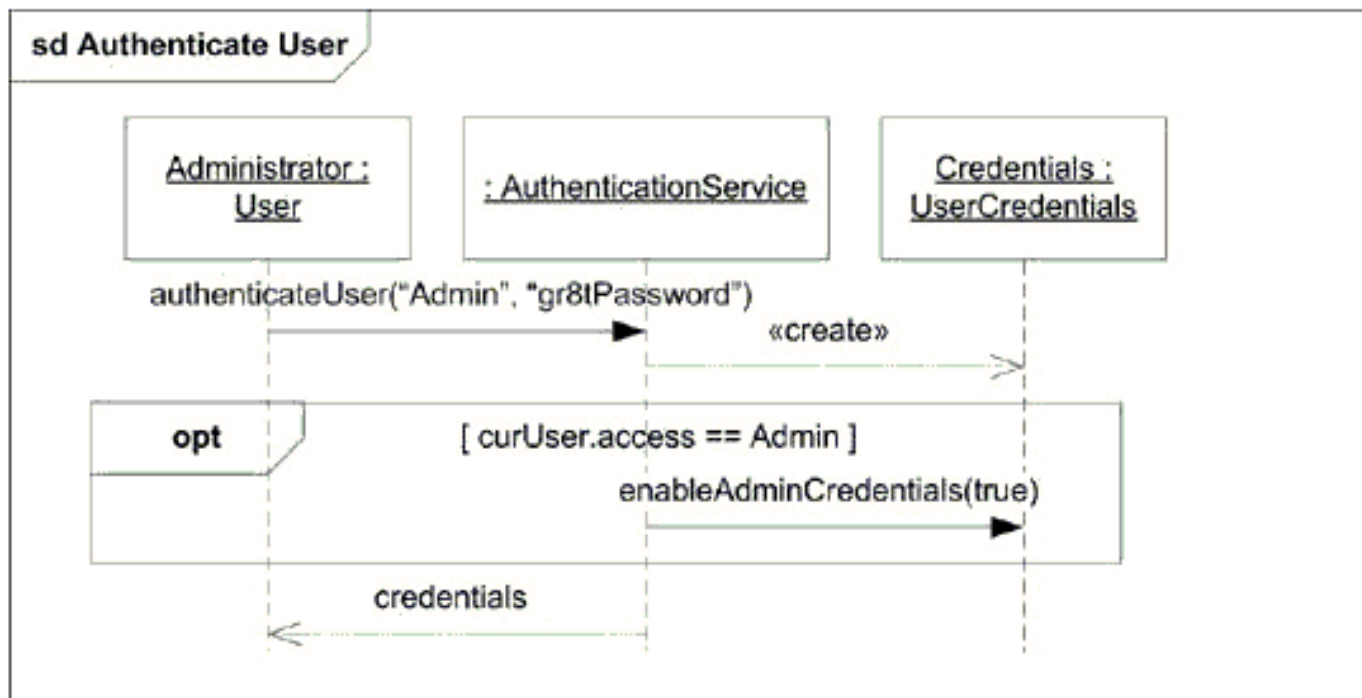 sd Authenticate User
Administrator :
User
: AuthenticationService
Credentials :
UserCredentials
authenticateUser(“Admin”, “gr8tPassword”)
«create»
opt
[ curUser.access == Admin ]
enableAdminCredentials(true)
credentials